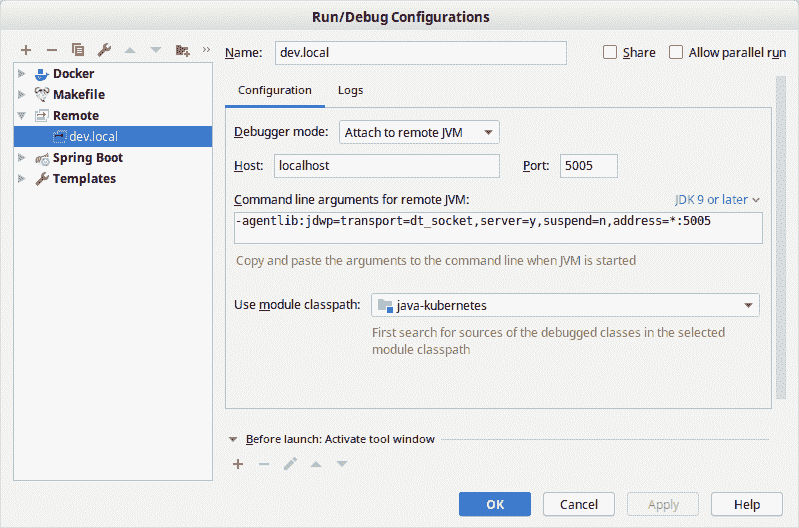 Run/Debug Configurations
Name: dev.local Share Allow parallel run
Docker
Makefile
Remote
dev.local
Spring Boot
Templates
Configuration Logs
Debugger mode: Attach to remote JVM
Host: localhost Port: 5005
Command line arguments for remote JVM: JDK 9 or later
-agentlib:jdwp=transport=dt_socket,server=y,suspend=n,address=*:5005
Copy and paste the arguments to the command line when JVM is started
Use module classpath: java-kubernetes
First search for sources of the debugged classes in the selected
module classpath
Before launch: Activate tool window
OK Cancel Apply Help